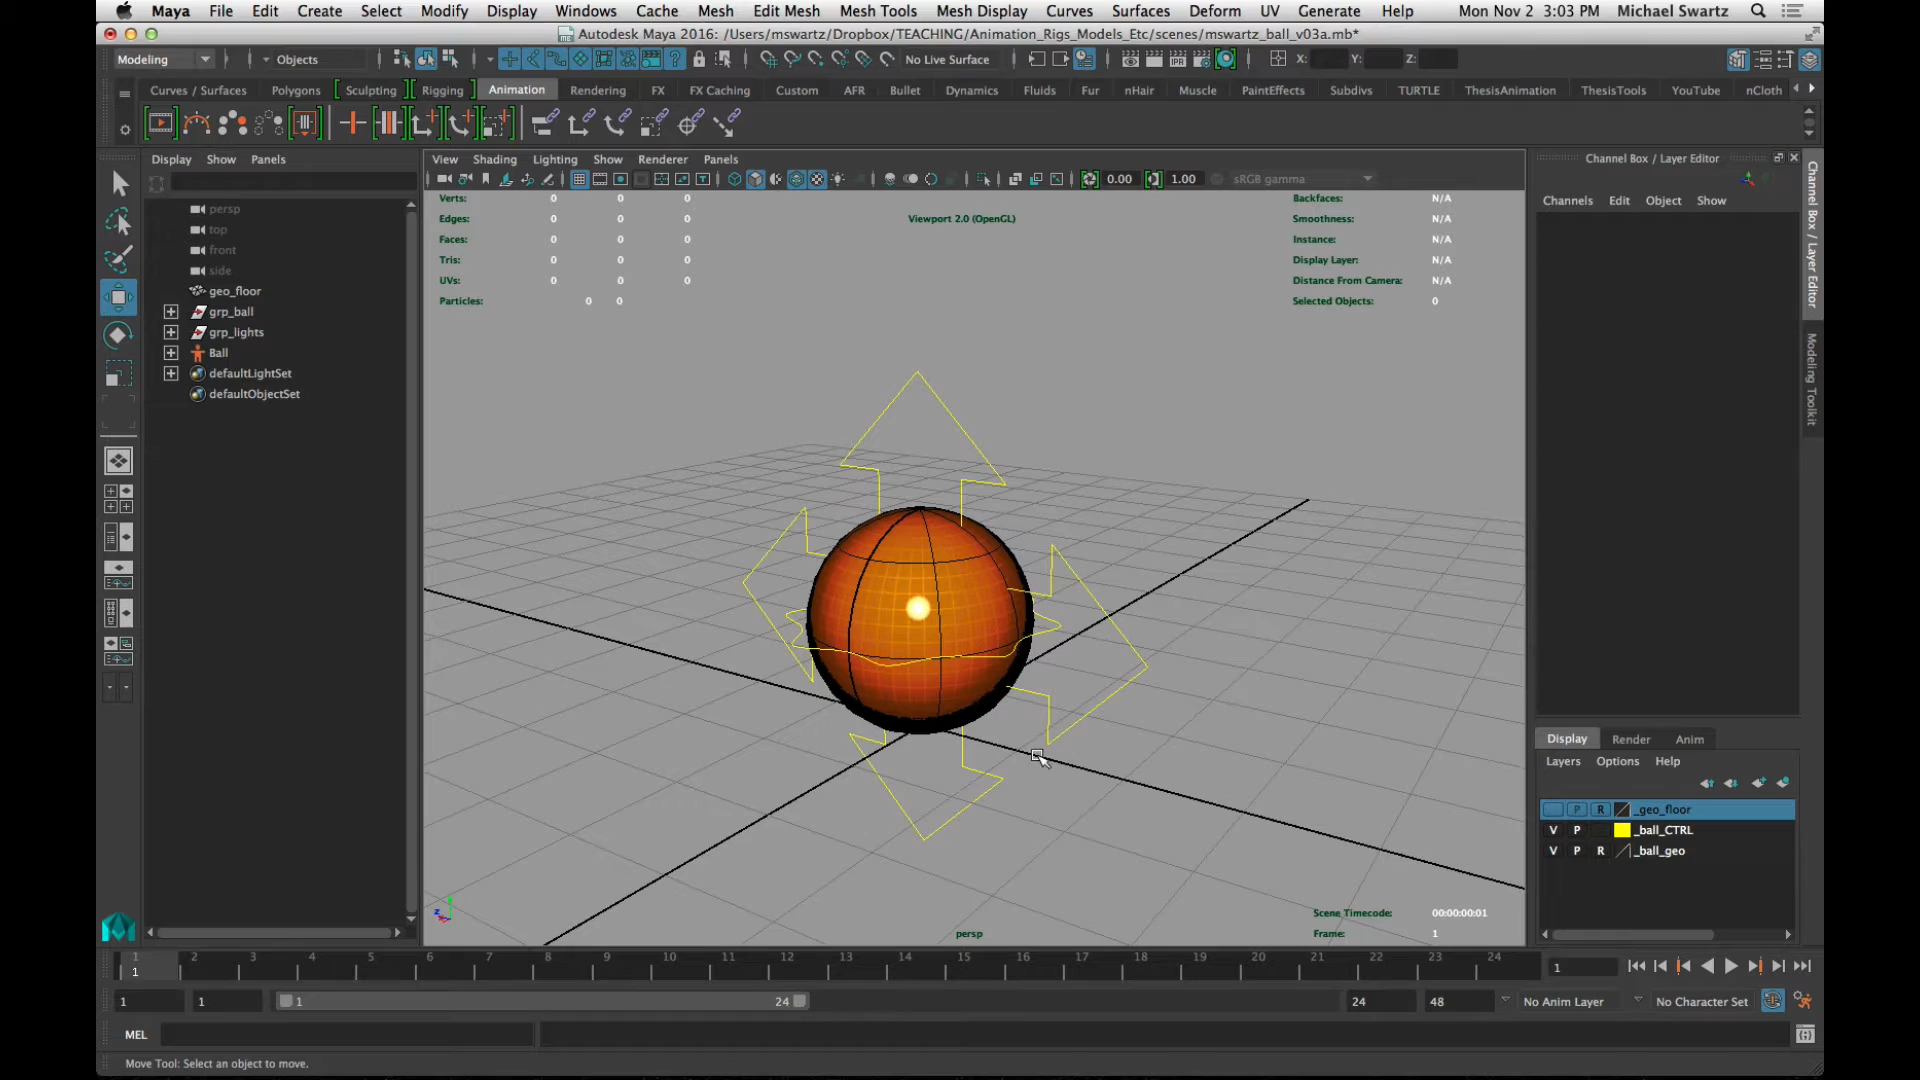 Maya File Edit Create Select Modify Display Windows Cache Mesh Edit Mesh Mesh Tools Mesh Display Curves Surfaces Deform UV Generate Help Mon Nov 2 3:03 PM Michael Swartz
Autodesk Maya 2016: /Users/mswartz/Dropbox/TEACHING/Animation_Rigs_Models_Etc/scenes/mswartz_ball_v03a.mb*
Modeling Objects No Live Surface X: Y: Z:
Curves / Surfaces Polygons Sculpting Rigging Animation Rendering FX FX Caching Custom AFR Bullet Dynamics Fluids Fur nHair Muscle PaintEffects Subdivs TURTLE ThesisAnimation ThesisTools YouTube nCloth
Display Show Panels View Shading Lighting Show Renderer Panels Channel Box / Layer Editor
0.00 1.00 sRGB gamma
Channels Edit Object Show
persp
top
front
side
geo_floor
grp_ball
grp_lights
Ball
defaultLightSet
defaultObjectSet
Verts: 0 0 0
Edges: 0 0 0
Faces: 0 0 0
Tris: 0 0 0
UVs: 0 0 0
Particles: 0 0
Viewport 2.0 (OpenGL)
Backfaces: N/A
Smoothness: N/A
Instance: N/A
Display Layer: N/A
Distance From Camera: N/A
Selected Objects: 0
Channel Box / Layer Editor
Modeling Toolkit
Display Render Anim
Layers Options Help
P R _geo_floor
V P _ball_CTRL
V P R _ball_geo
z
Scene Timecode: 00:00:00:01
Frame: 1
persp
1 2 3 4 5 6 7 8 9 10 11 12 13 14 15 16 17 18 19 20 21 22 23 24
1 1
1 1 1 24 24 48 No Anim Layer No Character Set
MEL
Move Tool: Select an object to move.